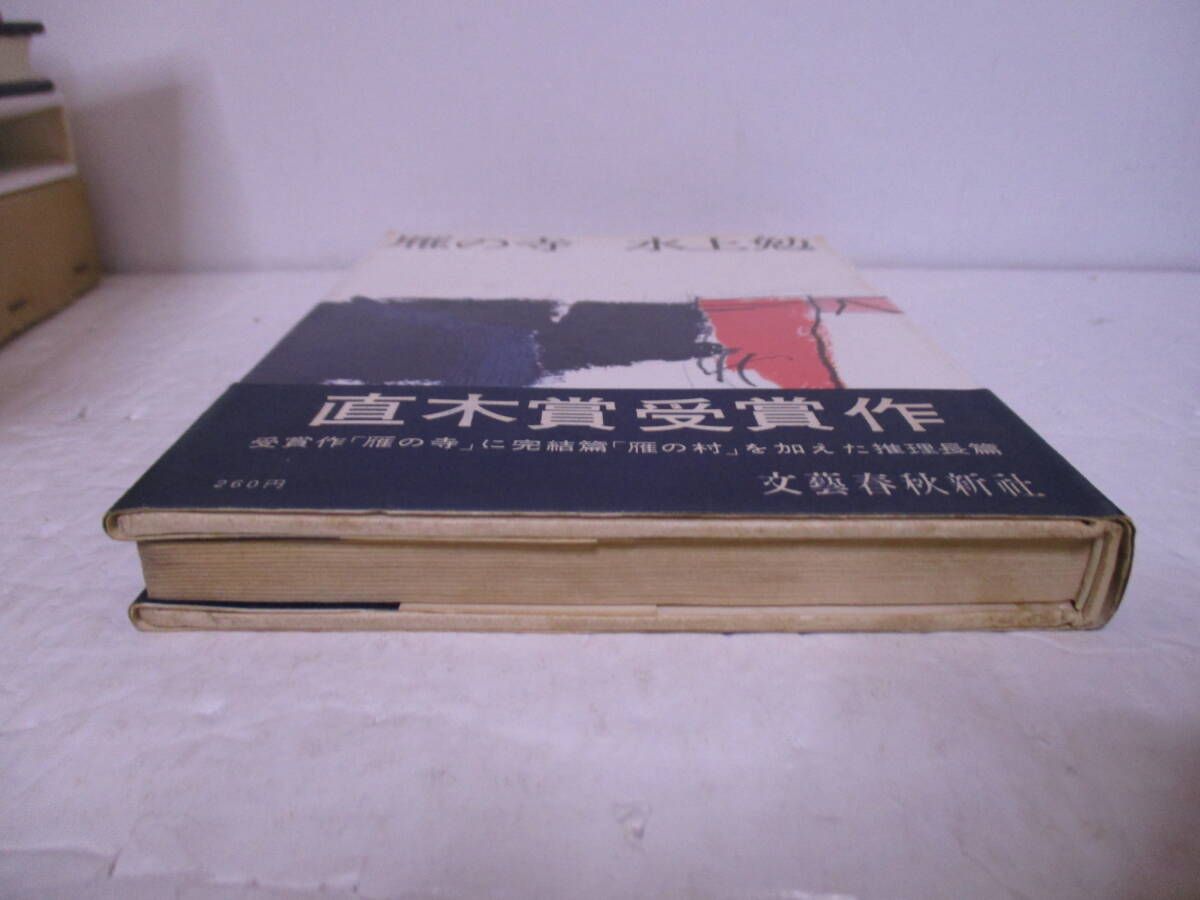 雁の寺 水上勉
直木賞受賞作
受賞作「雁の寺」に完結篇「雁の村」を加えた推理長篇
260円
文藝春秋新社